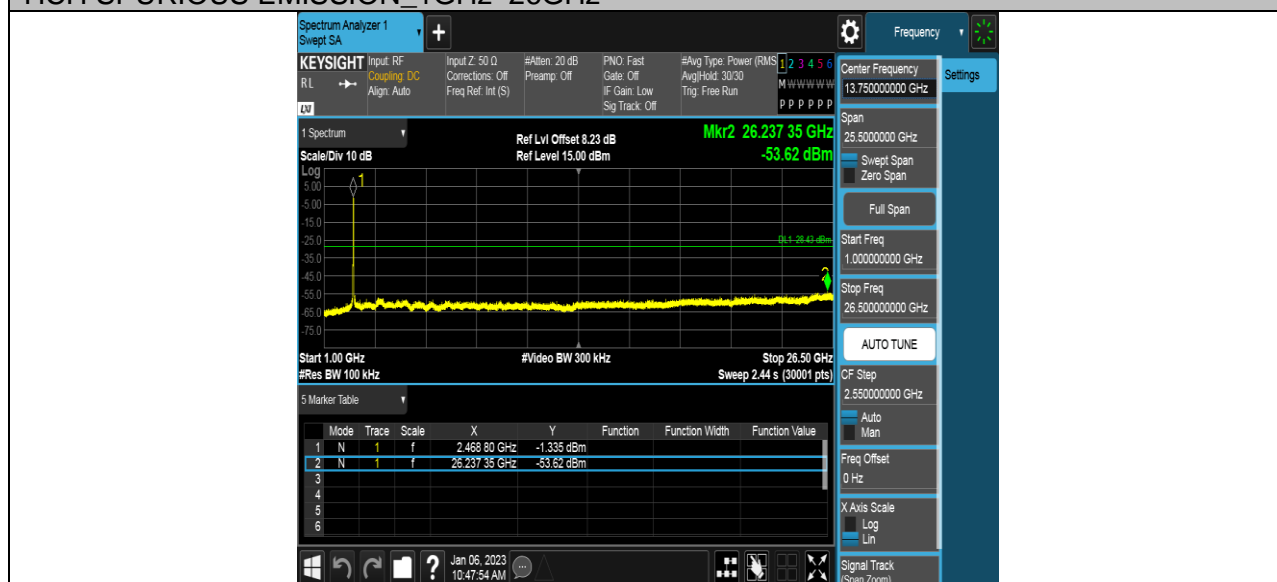 Spectrum Analyzer 1
Swept SA
+
Frequency
KEYSIGHT
RL
LXI
Input: RF
Coupling: DC
Align: Auto
Input Z: 50 Ω
Corrections: Off
Freq Ref: Int (S)
#Atten: 20 dB
Preamp: Off
PNO: Fast
Gate: Off
IF Gain: Low
Sig Track: Off
#Avg Type: Power (RMS
Avg|Hold: 30/30
Trig: Free Run
1 2 3 4 5 6
M W W W W W
P P P P P P
Center Frequency
13.750000000 GHz
Settings
1 Spectrum
Scale/Div 10 dB
Ref Lvl Offset 8.23 dB
Ref Level 15.00 dBm
Mkr2 26.237 35 GHz
-53.62 dBm
Log
5.00
-5.00
-15.0
-25.0
-35.0
-45.0
-55.0
-65.0
-75.0
1
2
DL1 -28.43 dBm
Start 1.00 GHz
#Res BW 100 kHz
#Video BW 300 kHz
Stop 26.50 GHz
Sweep 2.44 s (30001 pts)
Span
25.5000000 GHz
Swept Span
Zero Span
Full Span
Start Freq
1.000000000 GHz
Stop Freq
26.500000000 GHz
AUTO TUNE
CF Step
2.550000000 GHz
Auto
Man
Freq Offset
0 Hz
X Axis Scale
Log
Lin
Signal Track
(Span Zoom)
5 Marker Table
Mode Trace Scale X Y Function Function Width Function Value
1 N 1 f 2.468 80 GHz -1.335 dBm
2 N 1 f 26.237 35 GHz -53.62 dBm
3
4
5
6
?
Jan 06, 2023
10:47:54 AM